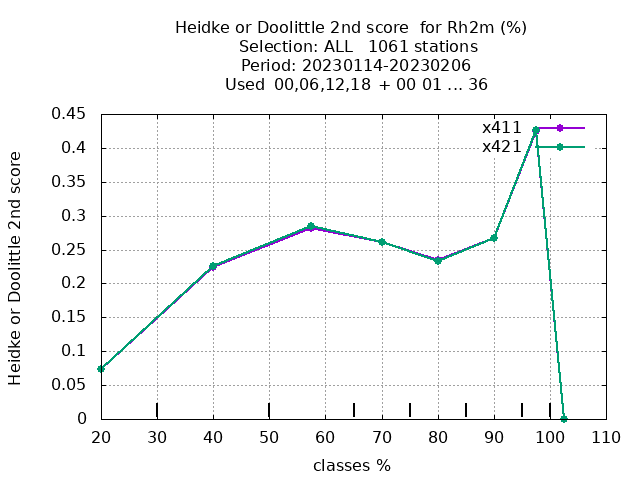 Heidke or Doolittle 2nd score  for Rh2m (%)
Selection: ALL   1061 stations
Period: 20230114-20230206
Used  00,06,12,18  + 00 01 ... 36
x411
x421
Heidke or Doolittle 2nd score
0.45
0.4
0.35
0.3
0.25
0.2
0.15
0.1
0.05
0
20 30 40 50 60 70 80 90 100 110
classes %